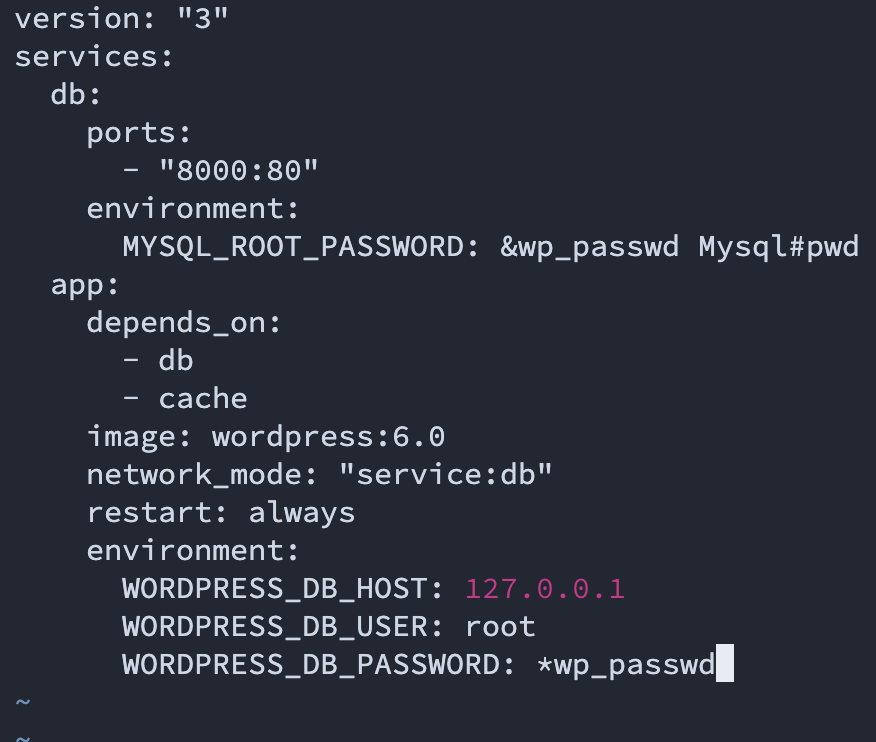 version: "3"
services:
  db:
    ports:
      - "8000:80"
    environment:
      MYSQL_ROOT_PASSWORD: &wp_passwd Mysql#pwd
  app:
    depends_on:
      - db
      - cache
    image: wordpress:6.0
    network_mode: "service:db"
    restart: always
    environment:
      WORDPRESS_DB_HOST: 127.0.0.1
      WORDPRESS_DB_USER: root
      WORDPRESS_DB_PASSWORD: *wp_passwd
~
~